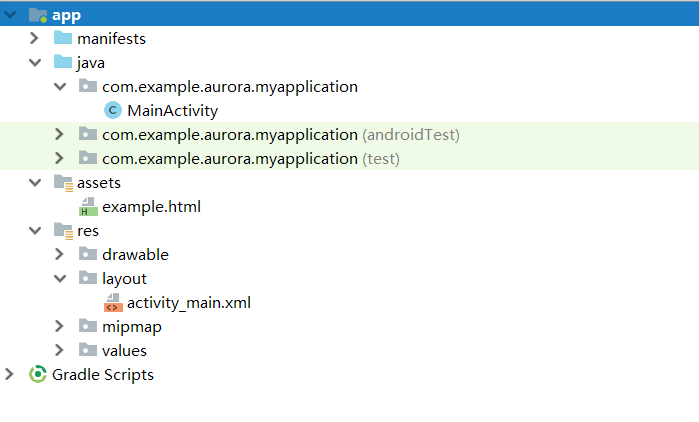 app
manifests
java
com.example.aurora.myapplication
C MainActivity
com.example.aurora.myapplication (androidTest)
com.example.aurora.myapplication (test)
assets
H example.html
res
drawable
layout
<> activity_main.xml
mipmap
values
Gradle Scripts